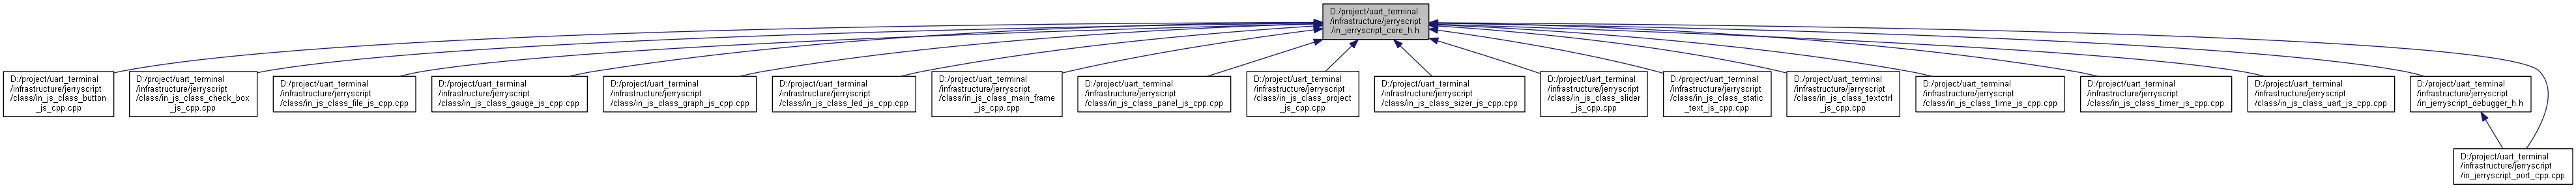 D:/project/uart_terminal
/infrastructure/jerryscript
/in_jerryscript_core_h.h
D:/project/uart_terminal
/infrastructure/jerryscript
/class/in_js_class_button
_js_cpp.cpp
D:/project/uart_terminal
/infrastructure/jerryscript
/class/in_js_class_check_box
_js_cpp.cpp
D:/project/uart_terminal
/infrastructure/jerryscript
/class/in_js_class_file_js_cpp.cpp
D:/project/uart_terminal
/infrastructure/jerryscript
/class/in_js_class_gauge_js_cpp.cpp
D:/project/uart_terminal
/infrastructure/jerryscript
/class/in_js_class_graph_js_cpp.cpp
D:/project/uart_terminal
/infrastructure/jerryscript
/class/in_js_class_led_js_cpp.cpp
D:/project/uart_terminal
/infrastructure/jerryscript
/class/in_js_class_main_frame
_js_cpp.cpp
D:/project/uart_terminal
/infrastructure/jerryscript
/class/in_js_class_panel_js_cpp.cpp
D:/project/uart_terminal
/infrastructure/jerryscript
/class/in_js_class_project
_js_cpp.cpp
D:/project/uart_terminal
/infrastructure/jerryscript
/class/in_js_class_sizer_js_cpp.cpp
D:/project/uart_terminal
/infrastructure/jerryscript
/class/in_js_class_slider
_js_cpp.cpp
D:/project/uart_terminal
/infrastructure/jerryscript
/class/in_js_class_static
_text_js_cpp.cpp
D:/project/uart_terminal
/infrastructure/jerryscript
/class/in_js_class_textctrl
_js_cpp.cpp
D:/project/uart_terminal
/infrastructure/jerryscript
/class/in_js_class_time_js_cpp.cpp
D:/project/uart_terminal
/infrastructure/jerryscript
/class/in_js_class_timer_js_cpp.cpp
D:/project/uart_terminal
/infrastructure/jerryscript
/class/in_js_class_uart_js_cpp.cpp
D:/project/uart_terminal
/infrastructure/jerryscript
/in_jerryscript_debugger_h.h
D:/project/uart_terminal
/infrastructure/jerryscript
/in_jerryscript_port_cpp.cpp